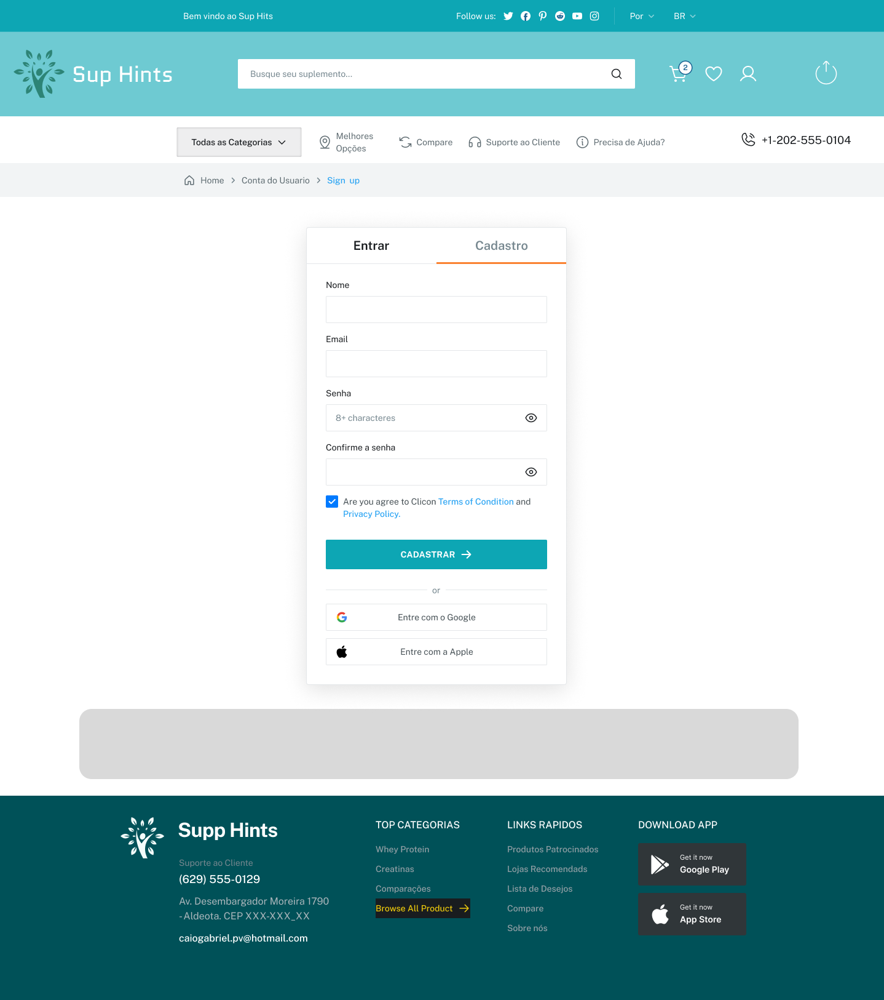 Bem vindo ao Sup Hits
Follow us:
Por
BR
Sup Hints
Busque seu suplemento...
2
Todas as Categorias
Melhores
Opções
Compare
Suporte ao Cliente
Precisa de Ajuda?
+1-202-555-0104
Home
Conta do Usuario
Sign up
Entrar
Cadastro
Nome
Email
Senha
8+ characteres
Confirme a senha
Are you agree to Clicon Terms of Condition and
Privacy Policy.
CADASTRAR
or
Entre com o Google
Entre com a Apple
Supp Hints
Suporte ao Cliente
(629) 555-0129
Av. Desembargador Moreira 1790
- Aldeota. CEP XXX-XXX_XX
caiogabriel.pv@hotmail.com
TOP CATEGORIAS
Whey Protein
Creatinas
Comparações
Browse All Product
LINKS RAPIDOS
Produtos Patrocinados
Lojas Recomendads
Lista de Desejos
Compare
Sobre nós
DOWNLOAD APP
Get it now
Google Play
Get it now
App Store